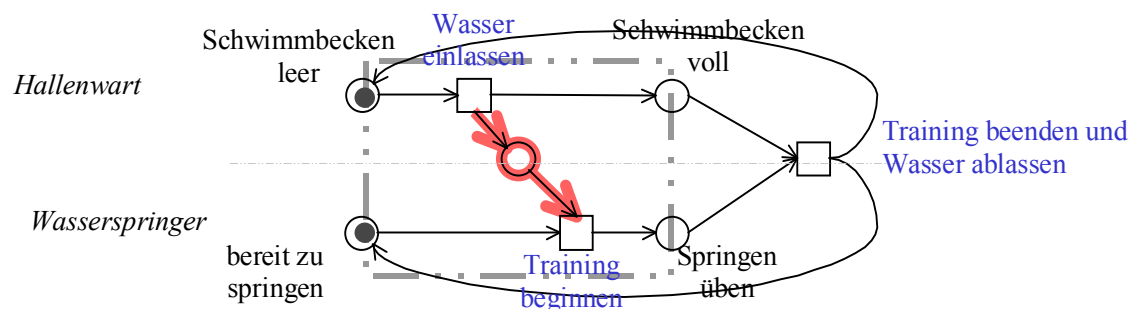 Wasser
einlassen
Schwimmbecken
leer
Schwimmbecken
voll
Hallenwart
Training beenden und
Wasser ablassen
Wasserspringer
bereit zu
springen
Training
beginnen
Springen
üben